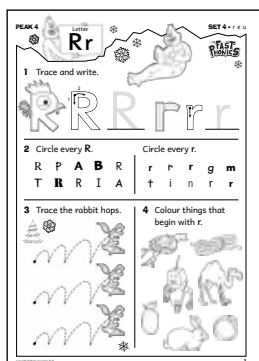 PEAK 4
Letter
Rr
SET 4 • r e u
FAST PHONICS
1 Trace and write.
R R R r r r
2 Circle every R.
R P A B R
T R R I A
Circle every r.
r r r g m
t i n r r
3 Trace the rabbit hops.
4 Colour things that
begin with r.